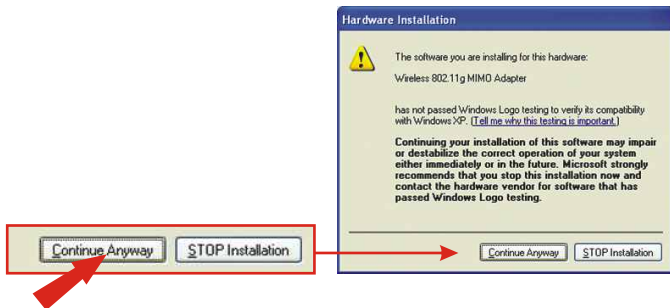 Hardware Installation
The software you are installing for this hardware:
Wireless 802.11g MIMO Adapter
has not passed Windows Logo testing to verify its compatibility
with Windows XP. (Tell me why this testing is important.)
Continuing your installation of this software may impair
or destabilize the correct operation of your system
either immediately or in the future. Microsoft strongly
recommends that you stop this installation now and
contact the hardware vendor for software that has
passed Windows Logo testing.
Continue Anyway STOP Installation
Continue Anyway STOP Installation